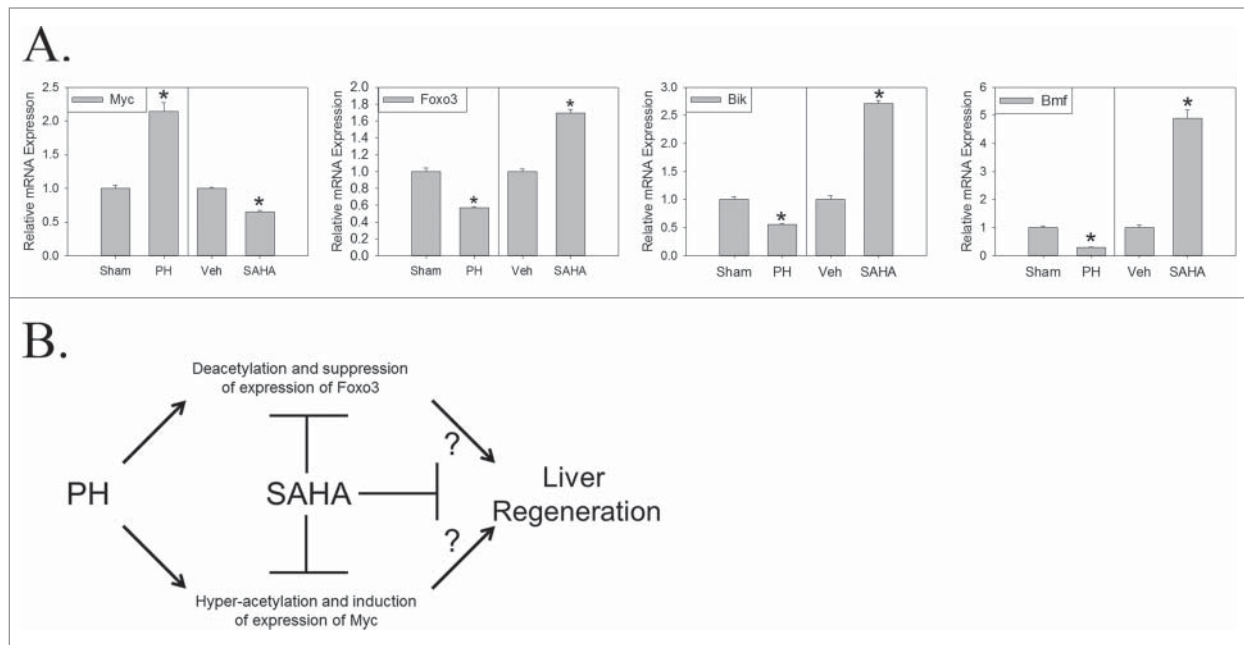 A.
Relative mRNA Expresson
2.5
2.0
1.5
1.0
0.5
0.0
Myc
*
*
Sham PH Veh SAHA
Relative mRNA Expression
2.0
1.8
1.6
1.4
1.2
1.0
0.8
0.6
0.4
0.2
0.0
Foxo3
*
*
Sham PH Veh SAHA
Relative mRNA Expression
3.0
2.5
2.0
1.5
1.0
0.5
0.0
Bik
*
*
Sham PH Veh SAHA
Relative mRNA Expression
6
5
4
3
2
1
0
Bmf
*
*
Sham PH Veh SAHA
B.
Deacetylation and suppression
of expression of Foxo3
?
PH SAHA Liver
Regeneration
?
Hyper-acetylation and induction
of expression of Myc